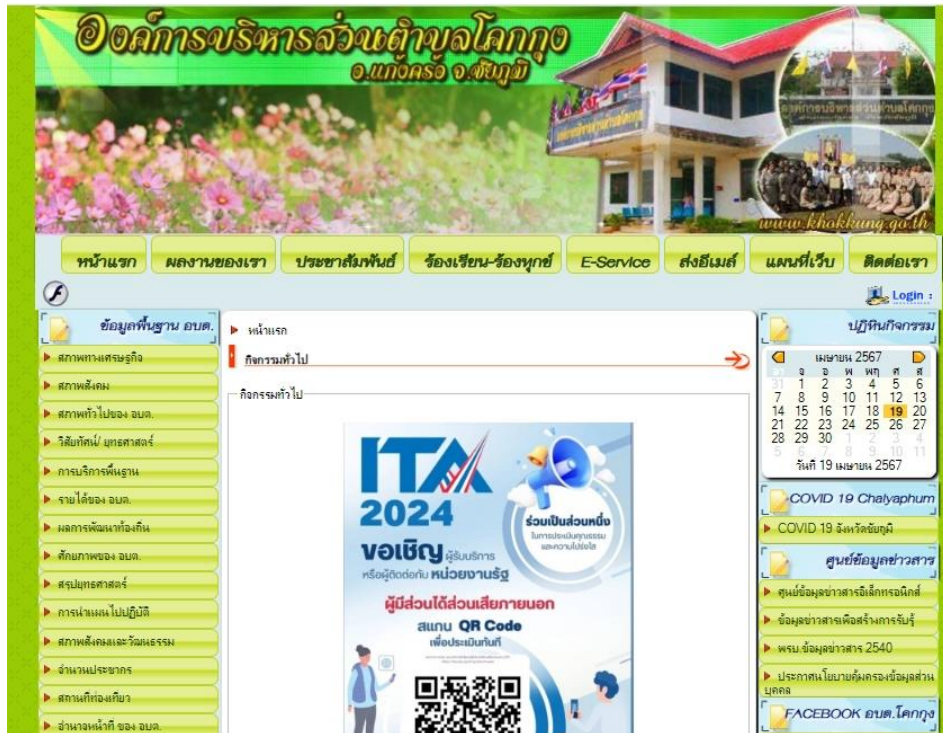 องค์การบริหารส่วนตำบลโคกกุง
อ.แก้งคร้อ จ.ชัยภูมิ
www.khokkung.go.th
หน้าแรก
ผลงานของเรา
ประชาสัมพันธ์
ร้องเรียน-ร้องทุกข์
E-Service
ส่งอีเมล์
แผนที่เว็บ
ติดต่อเรา
Login :
ข้อมูลพื้นฐาน อบต.
สภาพทางเศรษฐกิจ
สภาพสังคม
สภาพทั่วไปของ อบต.
วิสัยทัศน์/ ยุทธศาสตร์
การบริการพื้นฐาน
รายได้ของ อบต.
ผลการพัฒนาท้องถิ่น
ศักยภาพของ อบต.
สรุปยุทธศาสตร์
การนำแผนไปปฏิบัติ
สภาพสังคมและวัฒนธรรม
จำนวนประชากร
สถานที่ท่องเที่ยว
อำนาจหน้าที่ ของ อบต.
หน้าแรก
กิจกรรมทั่วไป
กิจกรรมทั่วไป
ITA
2024
ร่วมเป็นส่วนหนึ่ง
ในการประเมินคุณธรรม
และความโปร่งใส
ขอเชิญ ผู้รับบริการ
หรือผู้ติดต่อกับ หน่วยงานรัฐ
ผู้มีส่วนได้ส่วนเสียภายนอก
สแกน QR Code
เพื่อประเมินทันที
ปฏิทินกิจกรรม
เมษายน 2567
อา จ อ พ พฤ ศ ส
31 1 2 3 4 5 6
7 8 9 10 11 12 13
14 15 16 17 18 19 20
21 22 23 24 25 26 27
28 29 30 1 2 3 4
5 6 7 8 9 10 11
วันที่ 19 เมษายน 2567
COVID 19 Chaiyaphum
COVID 19 จังหวัดชัยภูมิ
ศูนย์ข้อมูลข่าวสาร
ศูนย์ข้อมูลข่าวสารอิเล็กทรอนิกส์
ข้อมูลข่าวสารเพื่อสร้างการรับรู้
พรบ.ข้อมูลข่าวสาร 2540
ประกาศนโยบายคุ้มครองข้อมูลส่วน
บุคคล
FACEBOOK อบต.โคกกุง